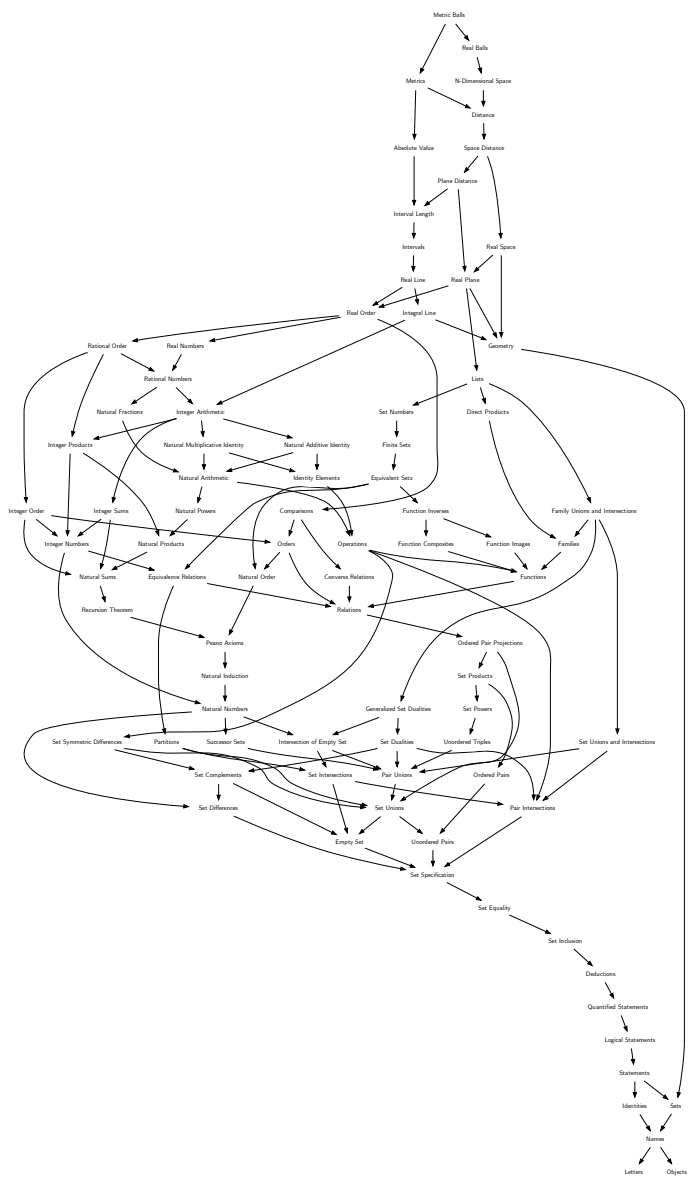 Metric Balls
Real Balls
Metrics
N-Dimensional Space
Distance
Absolute Value
Space Distance
Plane Distance
Interval Length
Intervals
Real Space
Real Line
Real Plane
Real Order
Integral Line
Rational Order
Real Numbers
Geometry
Rational Numbers
Lists
Natural Fractions
Integer Arithmetic
Set Numbers
Direct Products
Integer Products
Natural Multiplicative Identity
Natural Additive Identity
Finite Sets
Natural Arithmetic
Identity Elements
Equivalent Sets
Integer Order
Integer Sums
Natural Powers
Comparisons
Function Inverses
Family Unions and Intersections
Integer Numbers
Natural Products
Orders
Operations
Function Composites
Function Images
Families
Natural Sums
Equivalence Relations
Natural Order
Converse Relations
Functions
Recursion Theorem
Relations
Peano Axioms
Ordered Pair Projections
Natural Induction
Set Products
Natural Numbers
Generalized Set Dualities
Set Powers
Set Symmetric Differences
Partitions
Successor Sets
Intersection of Empty Set
Set Dualities
Unordered Triples
Set Unions and Intersections
Set Complements
Set Intersections
Pair Unions
Ordered Pairs
Set Differences
Set Unions
Pair Intersections
Empty Set
Unordered Pairs
Set Specification
Set Equality
Set Inclusion
Deductions
Quantified Statements
Logical Statements
Statements
Identities
Sets
Names
Letters
Objects